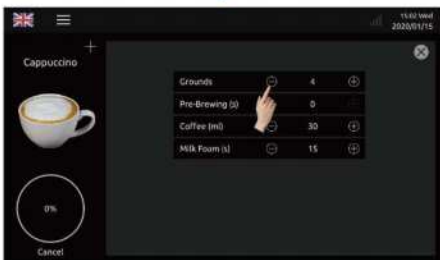 15:02 Wed
2020/01/15
Cappuccino
Grounds 4
Pre-Brewing (s) 0
Coffee (ml) 30
Milk Foam (s) 15
0%
Cancel